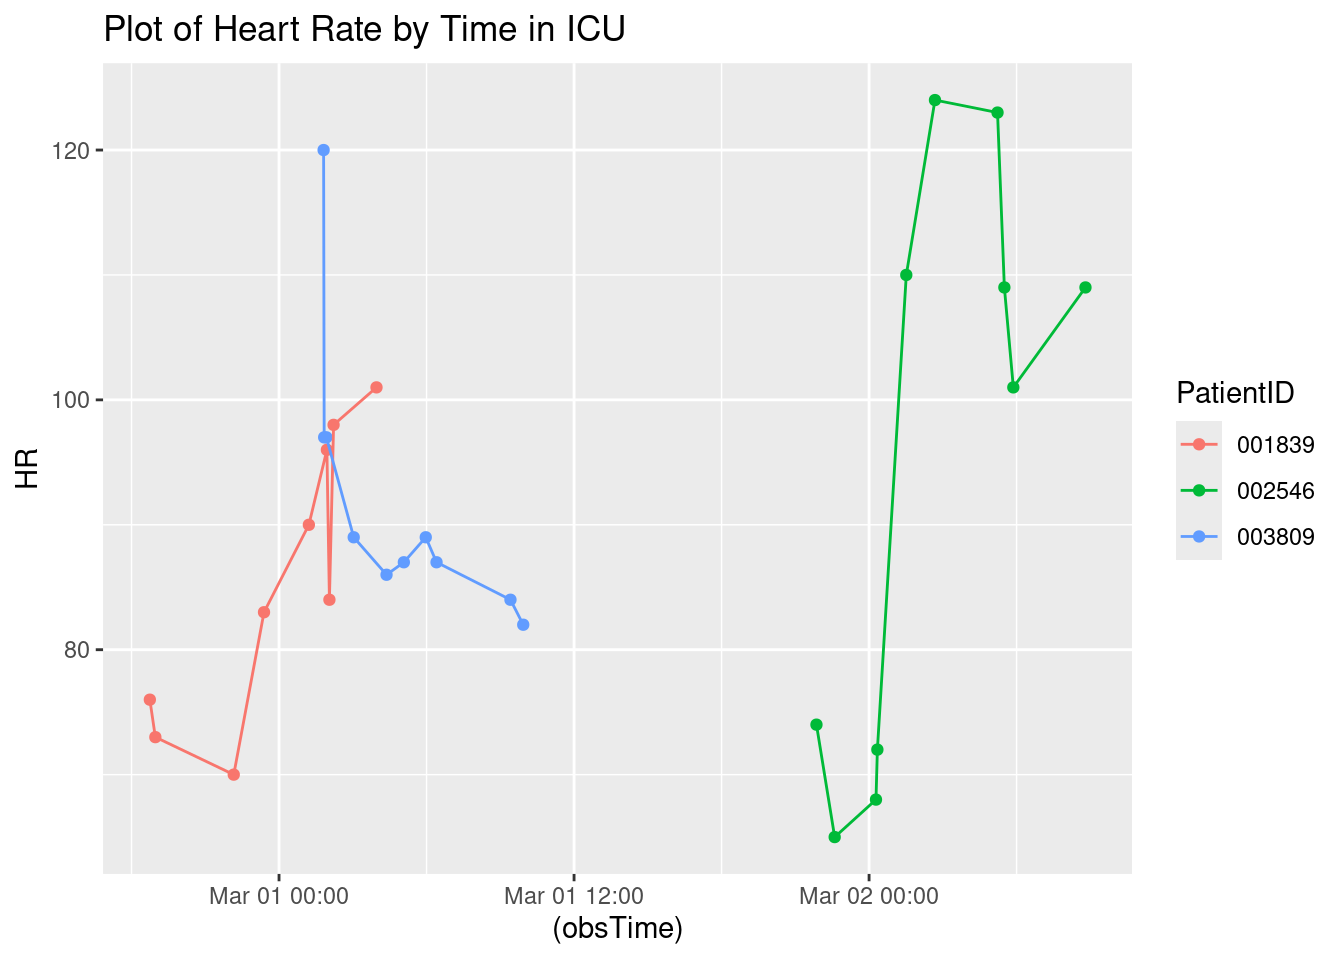 Plot of Heart Rate by Time in ICU
120
100
80
HR
Mar 01 00:00
Mar 01 12:00
Mar 02 00:00
(obsTime)
PatientID
001839
002546
003809